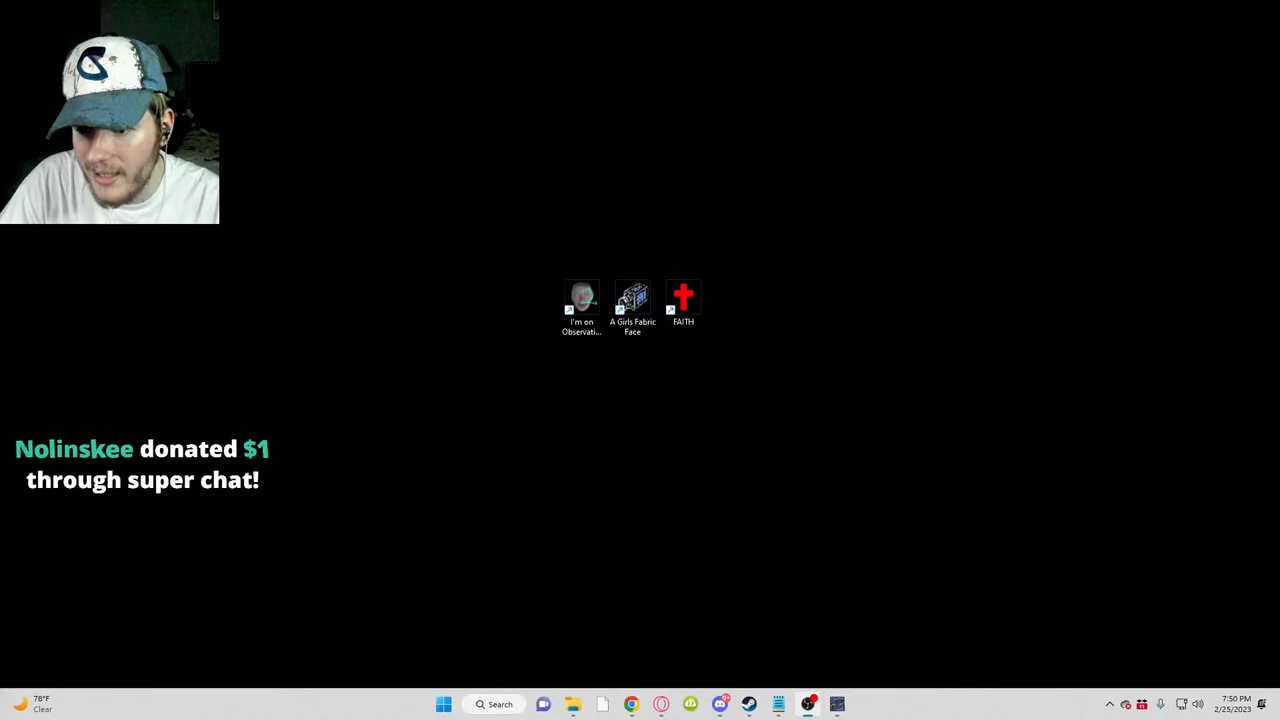 I'm on
Observati...
A Girls Fabric
Face
FAITH
Nolinskee donated $1
through super chat!
78°F
Clear
Search
7:50 PM
2/25/2023